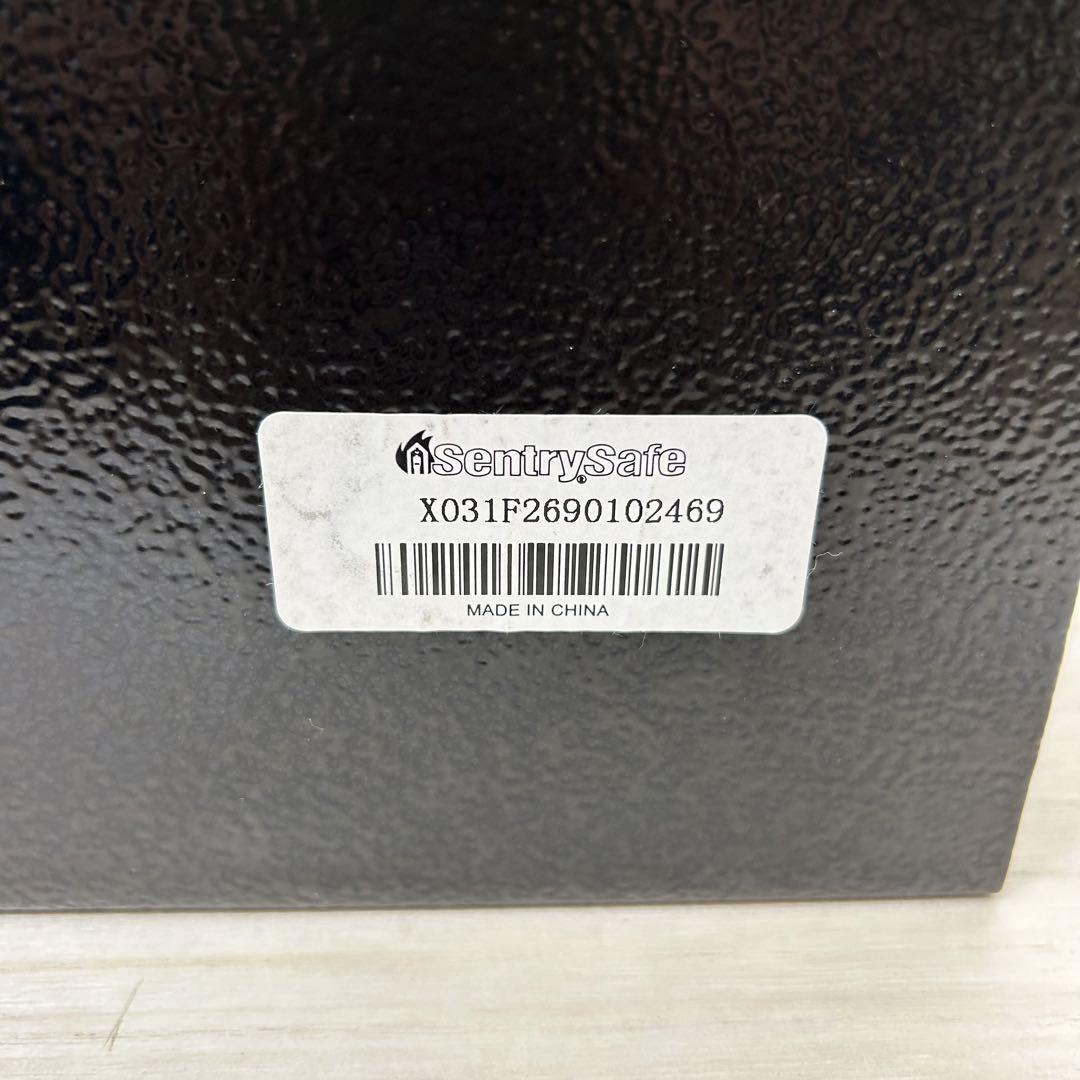 SentrySafe®
X031F2690102469
MADE IN CHINA